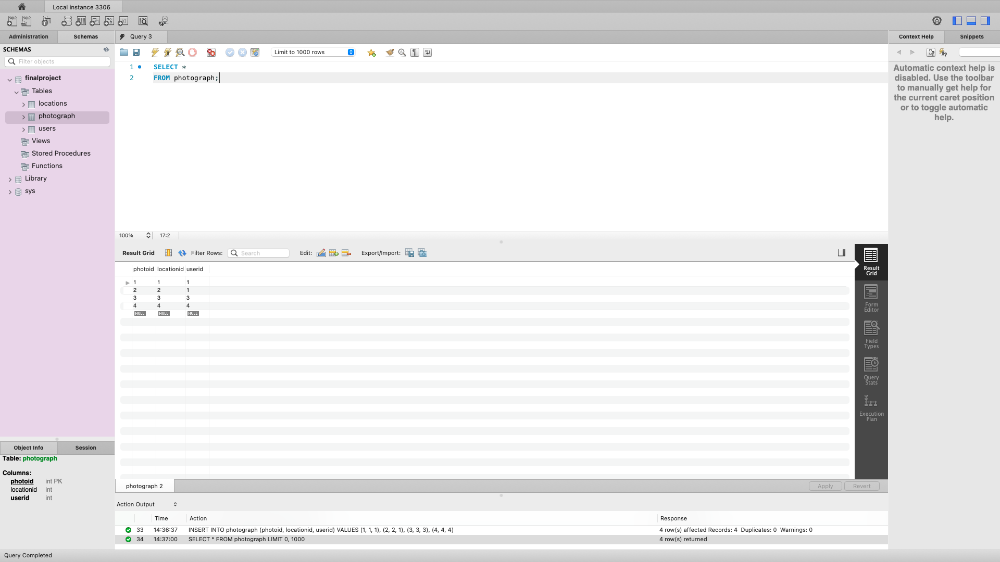 Local instance 3306
Administration
Schemas
Query 3
Context Help
Snippets
SCHEMAS
Filter objects
Limit to 1000 rows
1
SELECT *
2
FROM photograph;
Automatic context help is
disabled. Use the toolbar
to manually get help for
the current caret position
or to toggle automatic
help.
finalproject
Tables
locations
photograph
users
Views
Stored Procedures
Functions
Library
sys
100%
17:2
Result Grid
Filter Rows:
Search
Edit:
Export/Import:
photoid locationid userid
1 1 1
2 2 1
3 3 3
4 4 4
NULL NULL NULL
Result
Grid
Form
Editor
Field
Types
Query
Stats
Execution
Plan
Object Info
Session
Table: photograph
Columns:
photoid int PK
locationid int
userid int
photograph 2
Apply
Revert
Action Output
Time Action Response
33 14:36:37 INSERT INTO photograph (photoid, locationid, userid) VALUES (1, 1, 1), (2, 2, 1), (3, 3, 3), (4, 4, 4) 4 row(s) affected Records: 4 Duplicates: 0 Warnings: 0
34 14:37:00 SELECT * FROM photograph LIMIT 0, 1000 4 row(s) returned
Query Completed